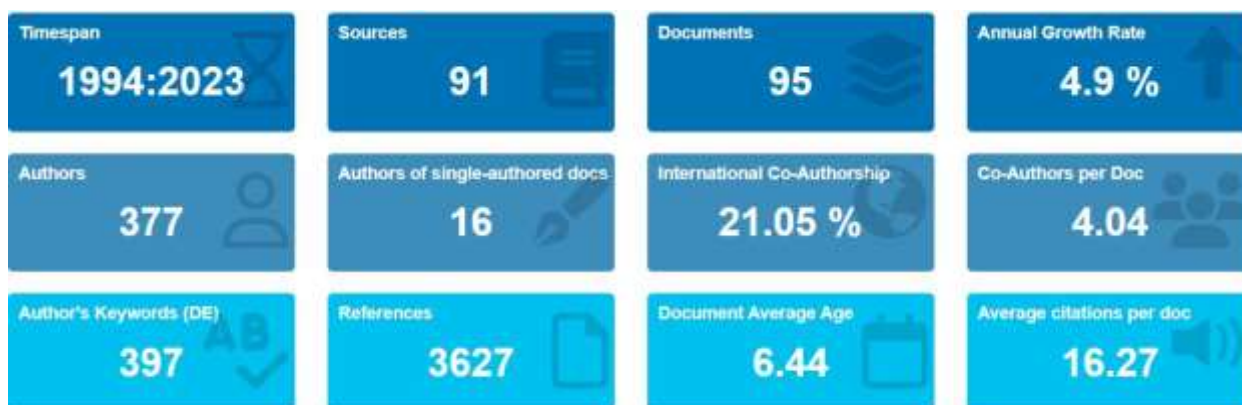 Timespan
1994:2023
Sources
91
Documents
95
Annual Growth Rate
4.9 %
Authors
377
Authors of single-authored docs
16
International Co-Authorship
21.05 %
Co-Authors per Doc
4.04
Author's Keywords (DE)
397
AB
References
3627
Document Average Age
6.44
Average citations per doc
16.27